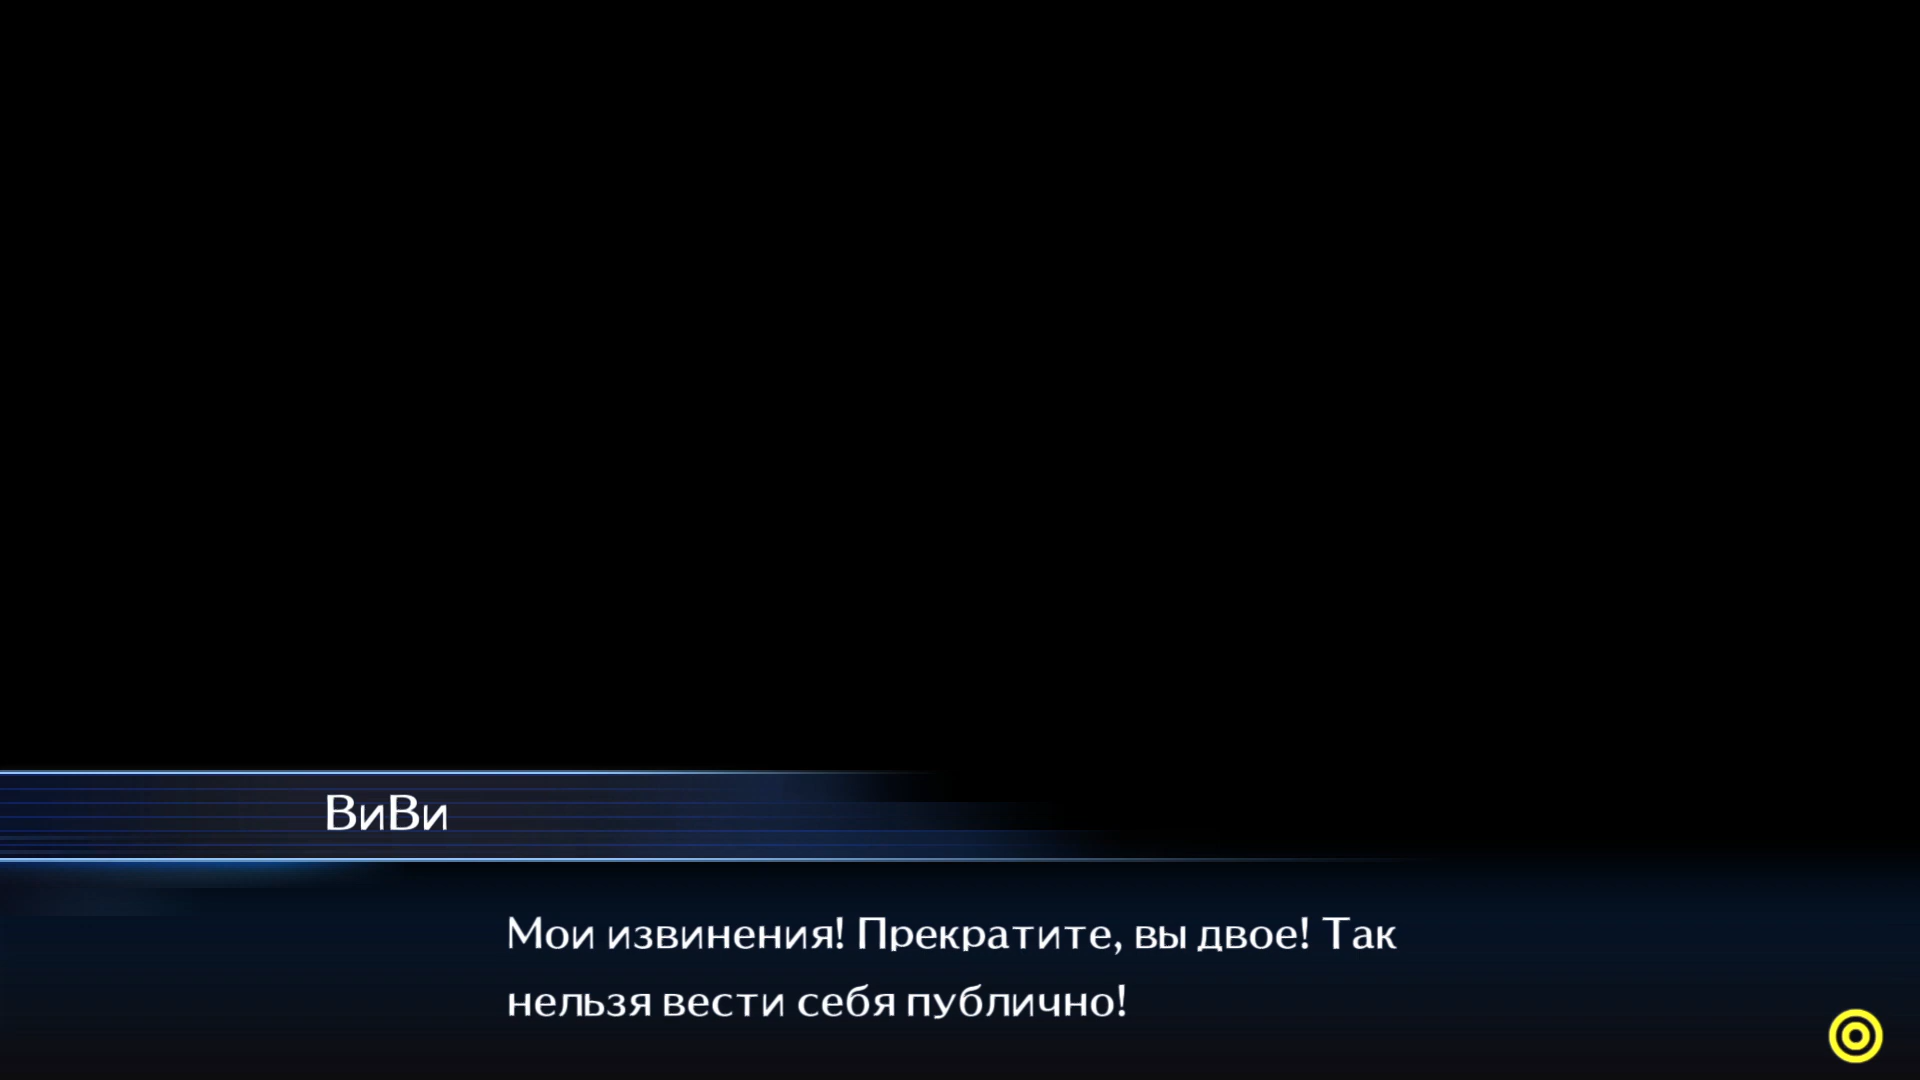 ВиВи
Мои извинения! Прекратите, вы двое! Так
нельзя вести себя публично!